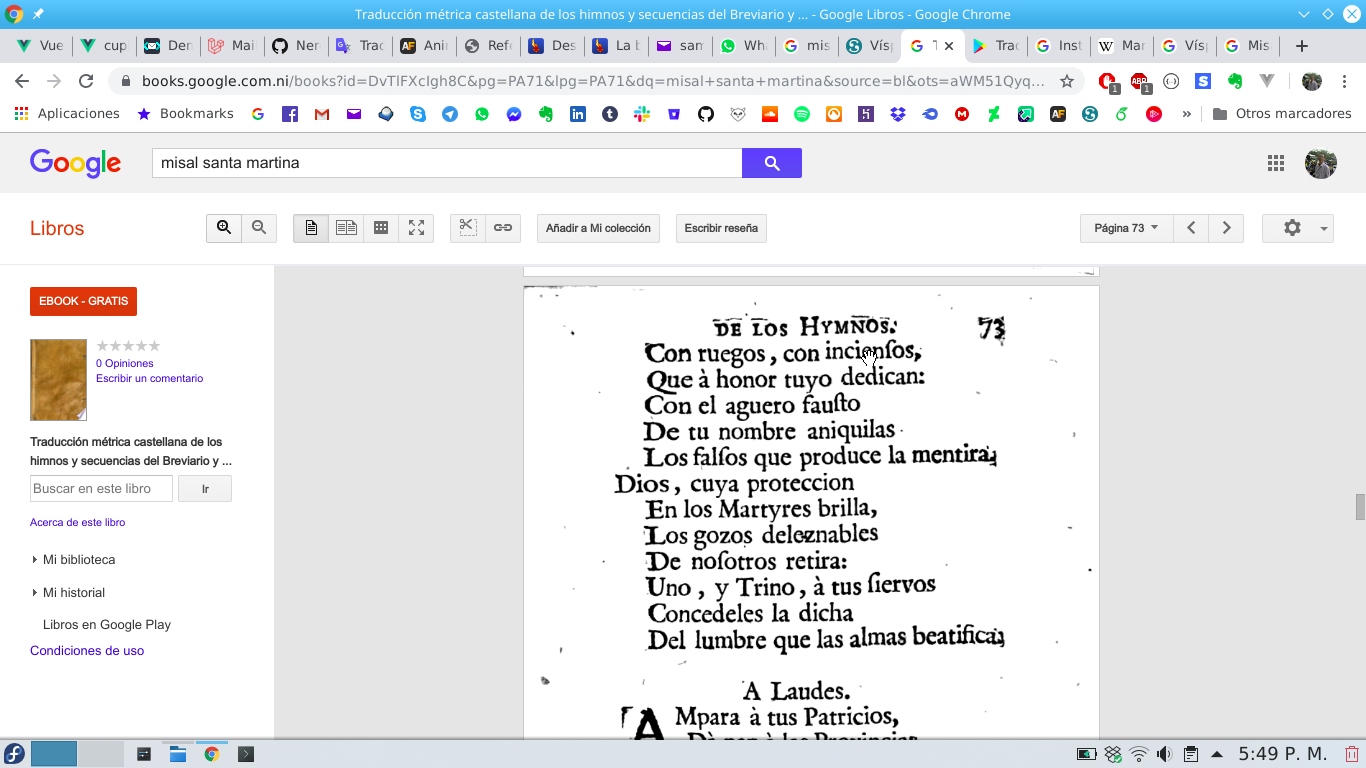 Traducción métrica castellana de los himnos y secuencias del Breviario y ... - Google Libros - Google Chrome
Vue
cup
Den
Mai
Ner
Trac
Ani
Refe
Des
La b
san
Wh
mis
Vís
T
Trac
Inst
Mar
Vís
Mis
books.google.com.ni/books?id=DvTIFXcIgh8C&pg=PA71&lpg=PA71&dq=misal+santa+martina&source=bl&ots=aWM51Qyq...
1
1
Aplicaciones
Bookmarks
Otros marcadores
Google
misal santa martina
Libros
Añadir a Mi colección
Escribir reseña
Página 73
EBOOK - GRATIS
0 Opiniones
Escribir un comentario
Traducción métrica castellana de los
himnos y secuencias del Breviario y ...
Buscar en este libro
Ir
Acerca de este libro
Mi biblioteca
Mi historial
Libros en Google Play
Condiciones de uso
DE LOS HYMNOS. 73
Con ruegos, con incienſos,
Que à honor tuyo dedican:
Con el aguero fauſto
De tu nombre aniquilas
Los falſos que produce la mentira;
Dios, cuya proteccion
En los Martyres brilla,
Los gozos deleznables
De noſotros retira:
Uno, y Trino, à tus ſiervos
Concedeles la dicha
Del lumbre que las almas beatifica;
A Laudes.
AMpara à tus Patricios,
5:49 P. M.